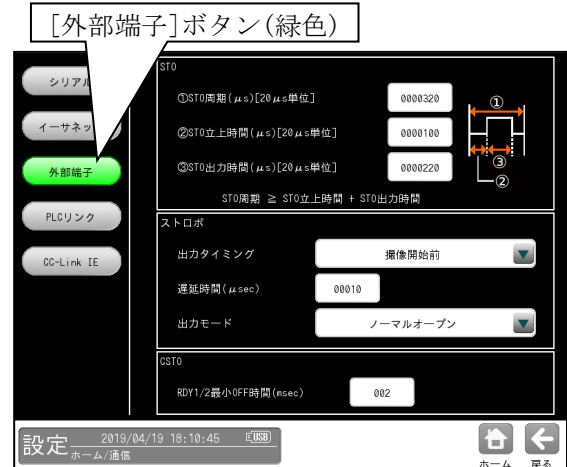 [外部端子]ボタン(緑色)
シリアル
イーサネッ
外部端子
PLCリンク
CC-Link IE
STO
①STO周期(μs)[20μs単位]
0000320
②STO立上時間(μs)[20μs単位]
0000100
③STO出力時間(μs)[20μs単位]
0000220
①
③
②
STO周期 ≧ STO立上時間 + STO出力時間
ストロボ
出力タイミング
撮像開始前
遅延時間(μsec)
00010
出力モード
ノーマルオープン
CSTO
RDY1/2最小OFF時間(msec)
002
設定
2019/04/19 18:10:45
USB
ホーム/通信
ホーム
戻る